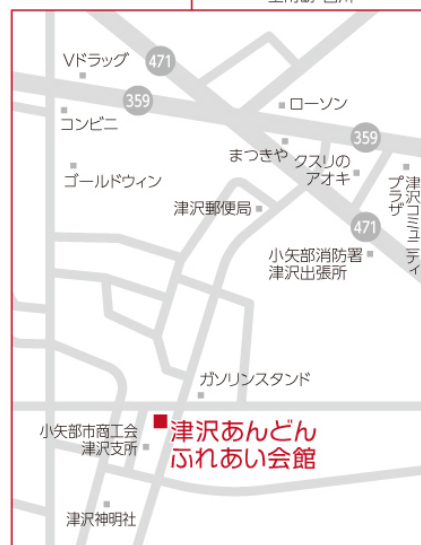 Vドラッグ
471
359
ローソン
コンビニ
359
まつきや
クスリの
アオキ
ゴールドウィン
津沢コミュニティ
プラザ
津沢郵便局
471
小矢部消防署
津沢出張所
ガソリンスタンド
小矢部市商工会
津沢支所
津沢あんどん
ふれあい会館
津沢神明社